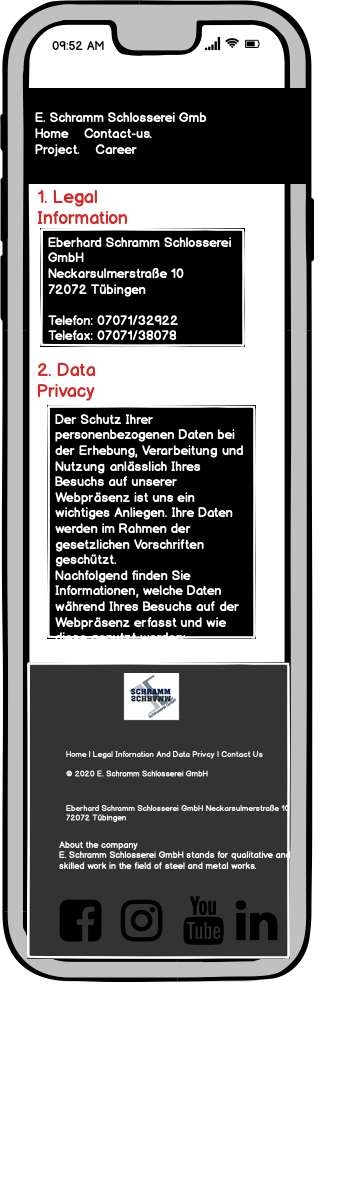 09:52 AM
E. Schramm Schlosserei Gmb
Home Contact-us.
Project. Career
1. Legal
Information
Eberhard Schramm Schlosserei
GmbH
Neckarsulmerstraße 10
72072 Tübingen
Telefon: 07071/32922
Telefax: 07071/38078
2. Data
Privacy
Der Schutz Ihrer
personenbezogenen Daten bei
der Erhebung, Verarbeitung und
Nutzung anlässlich Ihres
Besuchs auf unserer
Webpräsenz ist uns ein
wichtiges Anliegen. Ihre Daten
werden im Rahmen der
gesetzlichen Vorschriften
geschützt.
Nachfolgend finden Sie
Informationen, welche Daten
während Ihres Besuchs auf der
Webpräsenz erfasst und wie
diese genutzt werden:
SCHRAMM
SCHRAMM
Home | Legal Infornation And Data Privcy | Contact Us
© 2020 E. Schramm Schlosserei GmbH
Eberhard Schramm Schlosserei GmbH Neckarsulmerstraße 10
72072 Tübingen
About the company
E. Schramm Schlosserei GmbH stands for qualitative and
skilled work in the field of steel and metal works.
You
Tube
in